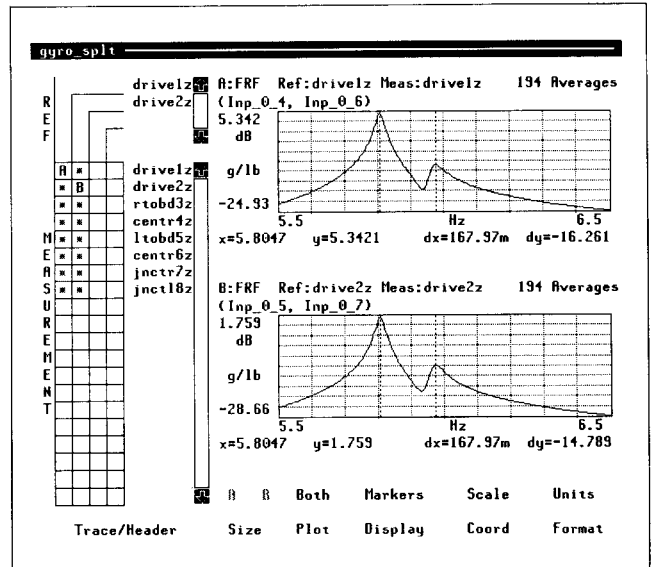 gyro_splt
drive1z
drive2z
REF
A *
* B
* *
* *
* *
* *
* *
* *
MEASUREMENT
drive1z
drive2z
rtobd3z
centr4z
ltobd5z
centr6z
jnctr7z
jnctl8z
A:FRF Ref:drive1z Meas:drive1z 194 Averages
(Inp_0_4, Inp_0_6)
5.342
dB
g/lb
-24.93
5.5 Hz 6.5
x=5.8047 y=5.3421 dx=167.97m dy=-16.261
B:FRF Ref:drive2z Meas:drive2z 194 Averages
(Inp_0_5, Inp_0_7)
1.759
dB
g/lb
-28.66
5.5 Hz 6.5
x=5.8047 y=1.759 dx=167.97m dy=-14.789
A B Both Markers Scale Units
Trace/Header Size Plot Display Coord Format